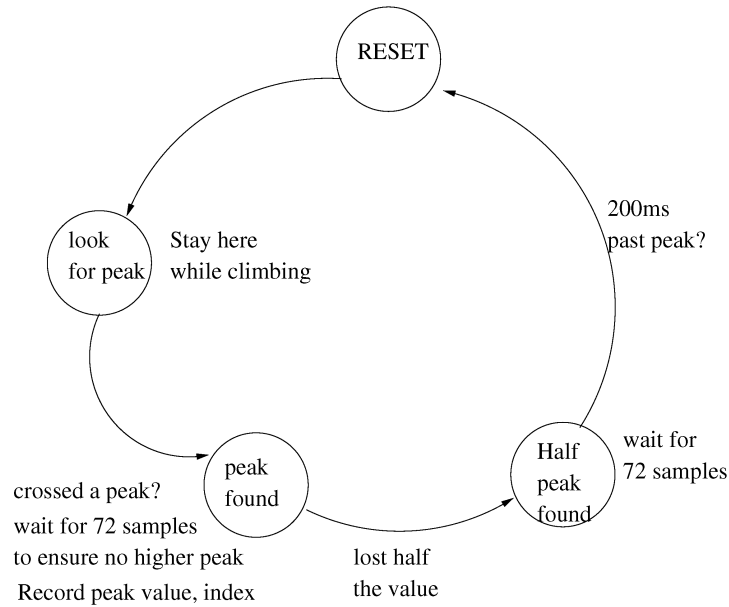 RESET
200ms
past peak?
look
for peak
Stay here
while climbing
Half
peak
found
wait for
72 samples
peak
found
crossed a peak?
wait for 72 samples
to ensure no higher peak
Record peak value, index
lost half
the value